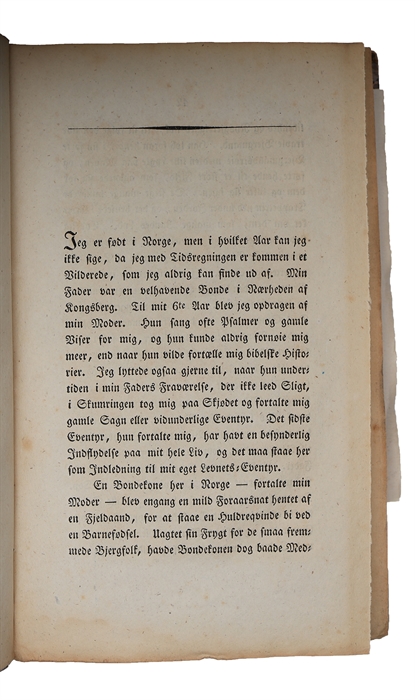 Jeg er født i Norge, men i hvilket Aar kan jeg
ikke sige, da jeg med Tidsregningen er kommen i et
Vilderede, som jeg aldrig kan finde ud af. Min
Fader var en velhavende Bonde i Nærheden af
Kongsberg. Til mit 6te Aar blev jeg opdragen af
min Moder. Hun sang ofte Psalmer og gamle
Viser for mig, og hun kunde aldrig fornøie mig
meer, end naar hun vilde fortælle mig bibelske Histo-
rier. Jeg lyttede ogsaa gjerne til, naar hun under-
tiden i min Faders Fraværelse, der ikke leed Sligt,
i Skumringen tog mig paa Skjødet og fortalte mig
gamle Sagn eller vidunderlige Eventyr. Det sidste
Eventyr, hun fortalte mig, har havt en besynderlig
Indflydelse paa mit hele Liv, og det maa staae her
som Indledning til mit eget Levnets-Eventyr.
En Bondekone her i Norge — fortalte min
Moder — blev engang en mild Foraarsnat hentet af
en Fjeldaand, for at staae en Huldreqvinde bi ved
en Barnefødsel. Uagtet sin Frygt for de smaa frem-
mede Bjergfolk, havde Bondekonen dog baade Med-